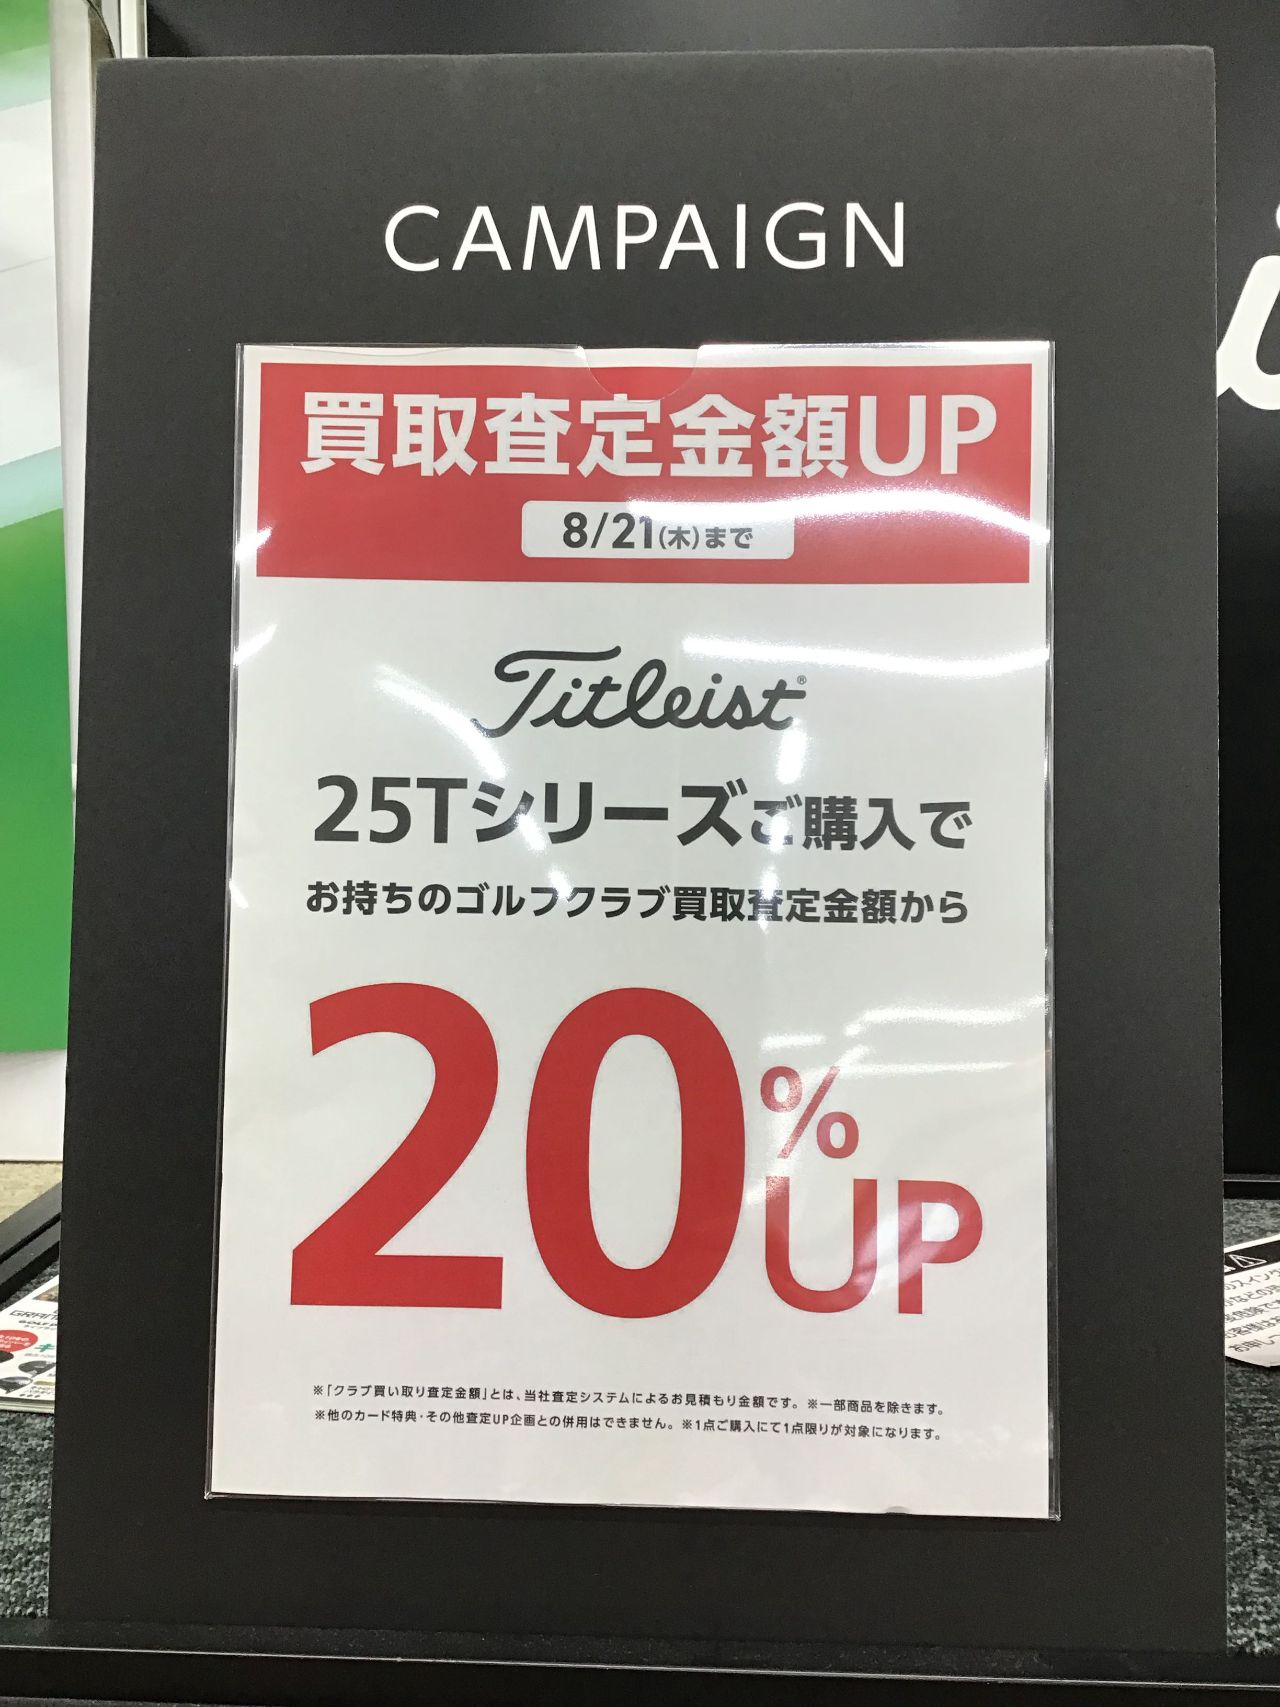 CAMPAIGN
買取査定金額UP
8/21(木)まで
Titleist®
25Tシリーズご購入で
お持ちのゴルフクラブ買取査定金額から
20%UP
※「クラブ買い取り査定金額」とは、当社査定システムによるお見積もり金額です。※一部商品を除きます。
※他のカード特典・その他査定UP企画との併用はできません。※1点ご購入にて1点限りが対象になります。